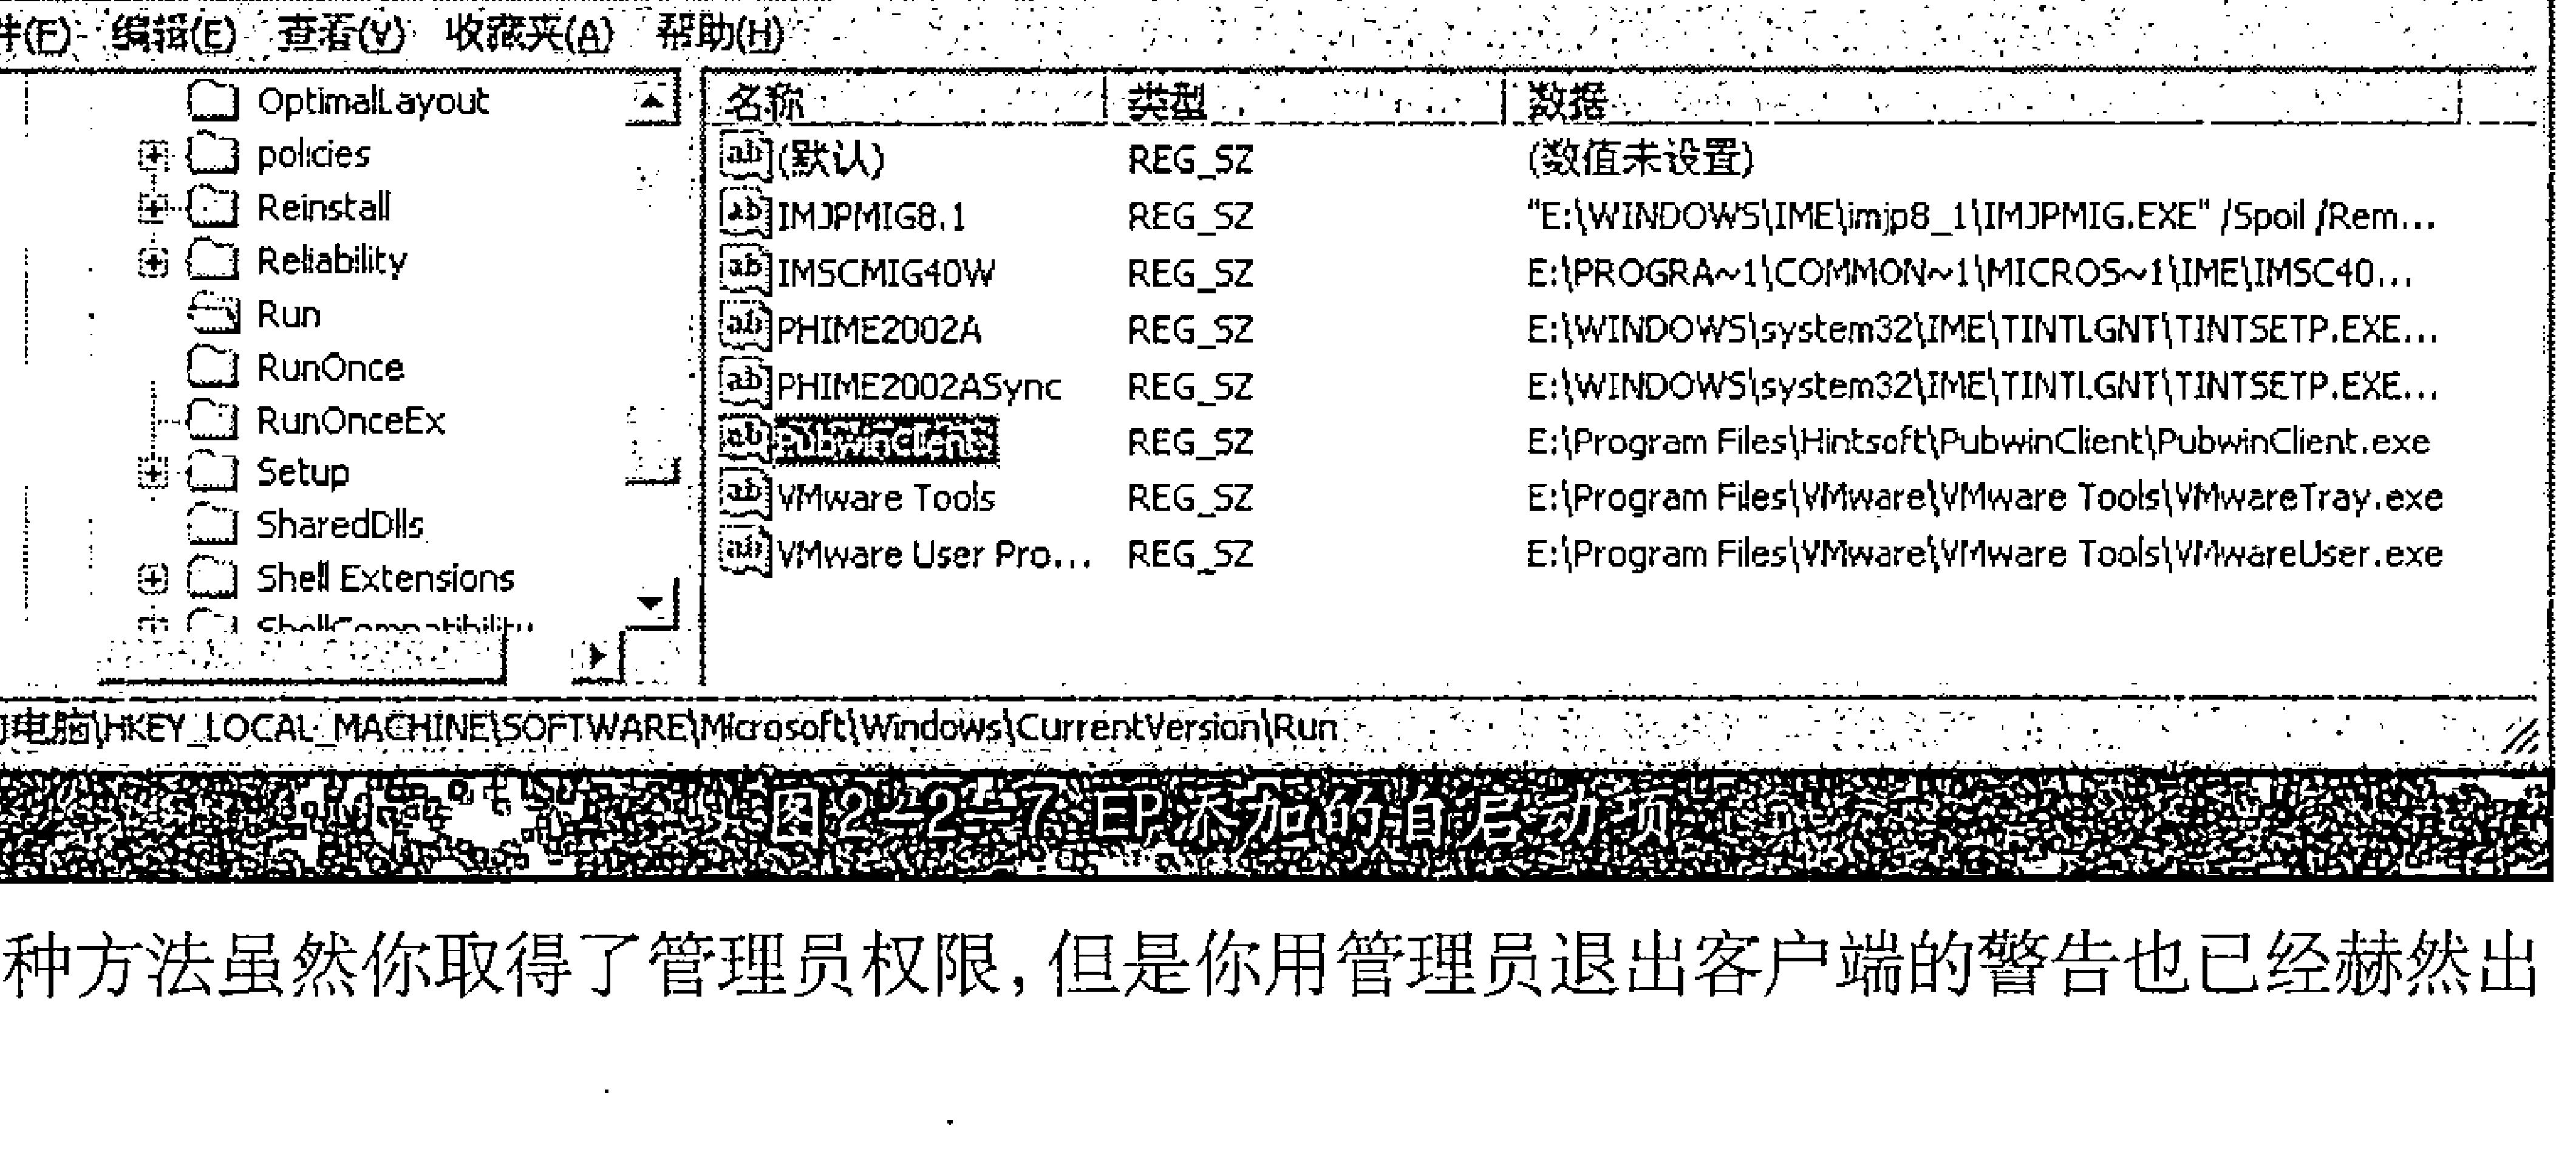 件(F) 编辑(E) 查看(V) 收藏夹(A) 帮助(H)
OptimalLayout
policies
Reinstall
Reliability
Run
RunOnce
RunOnceEx
Setup
SharedDlls
Shell Extensions
ShellCompatibility
名称 类型 数据
(默认) REG_SZ (数值未设置)
IMJPMIG8.1 REG_SZ "E:\WINDOWS\IME\imjp8_1\IMJPMIG.EXE" /Spoil /Rem...
IMSCMIG40W REG_SZ E:\PROGRA~1\COMMON~1\MICROS~1\IME\IMSC40...
PHIME2002A REG_SZ E:\WINDOWS\system32\IME\TINTLGNT\TINTSETP.EXE...
PHIME2002ASync REG_SZ E:\WINDOWS\system32\IME\TINTLGNT\TINTSETP.EXE...
PubwinClient REG_SZ E:\Program Files\Hintsoft\PubwinClient\PubwinClient.exe
VMware Tools REG_SZ E:\Program Files\VMware\VMware Tools\VMwareTray.exe
VMware User Pro... REG_SZ E:\Program Files\VMware\VMware Tools\VMwareUser.exe
的电脑\HKEY_LOCAL_MACHINE\SOFTWARE\Microsoft\Windows\CurrentVersion\Run
图2-2-7 EP添加的自启动项
种方法虽然你取得了管理员权限,但是你用管理员退出客户端的警告也已经赫然出